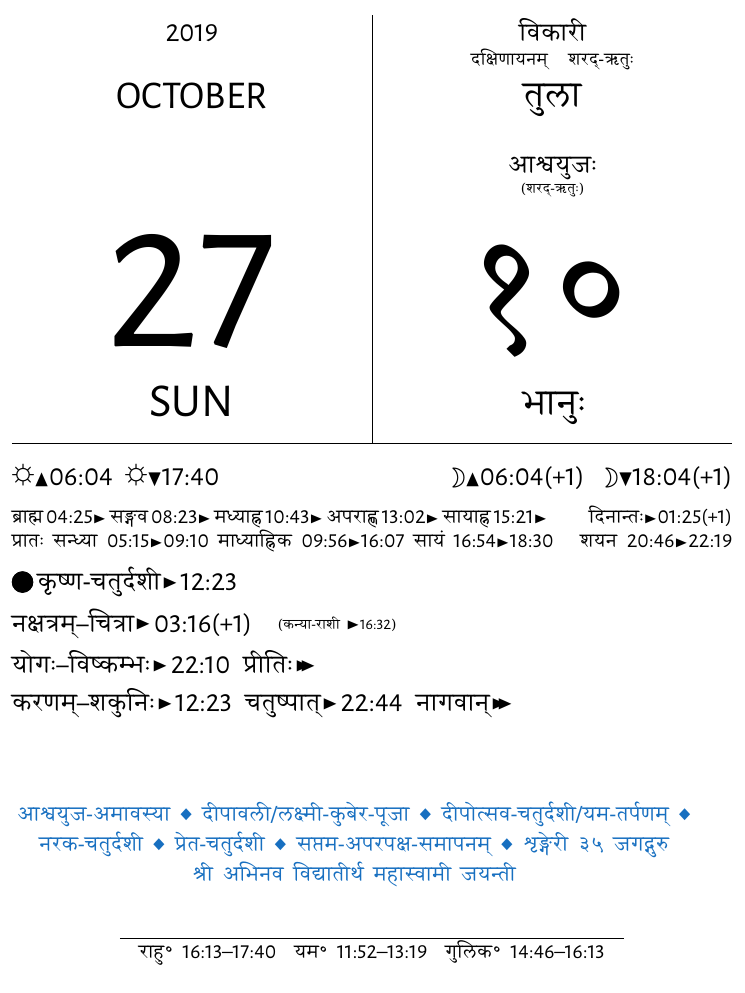 2019
OCTOBER
27
SUN
विकारी
दक्षिणायनम् शरद्-ऋतुः
तुला
आश्वयुजः
(शरद्-ऋतुः)
१०
भानुः
☼▲06:04 ☼▼17:40 ☽▲06:04(+1) ☽▼18:04(+1)
ब्राह्म 04:25► सङ्गव 08:23► मध्याह्न 10:43► अपराह्ण 13:02► सायाह्न 15:21► दिनान्तः►01:25(+1)
प्रातः सन्ध्या 05:15►09:10 माध्याह्निक 09:56►16:07 सायं 16:54►18:30 शयन 20:46►22:19
●कृष्ण-चतुर्दशी►12:23
नक्षत्रम्–चित्रा► 03:16(+1) (कन्या-राशी ►16:32)
योगः–विष्कम्भः► 22:10 प्रीतिः►►
करणम्–शकुनिः►12:23 चतुष्पात्►22:44 नागवान्►►
आश्वयुज-अमावस्या ◆ दीपावली/लक्ष्मी-कुबेर-पूजा ◆ दीपोत्सव-चतुर्दशी/यम-तर्पणम् ◆
नरक-चतुर्दशी ◆ प्रेत-चतुर्दशी ◆ सप्तम-अपरपक्ष-समापनम् ◆ शृङ्गेरी ३५ जगद्गुरु
श्री अभिनव विद्यातीर्थ महास्वामी जयन्ती
राहु॰ 16:13–17:40 यम॰ 11:52–13:19 गुलिक॰ 14:46–16:13